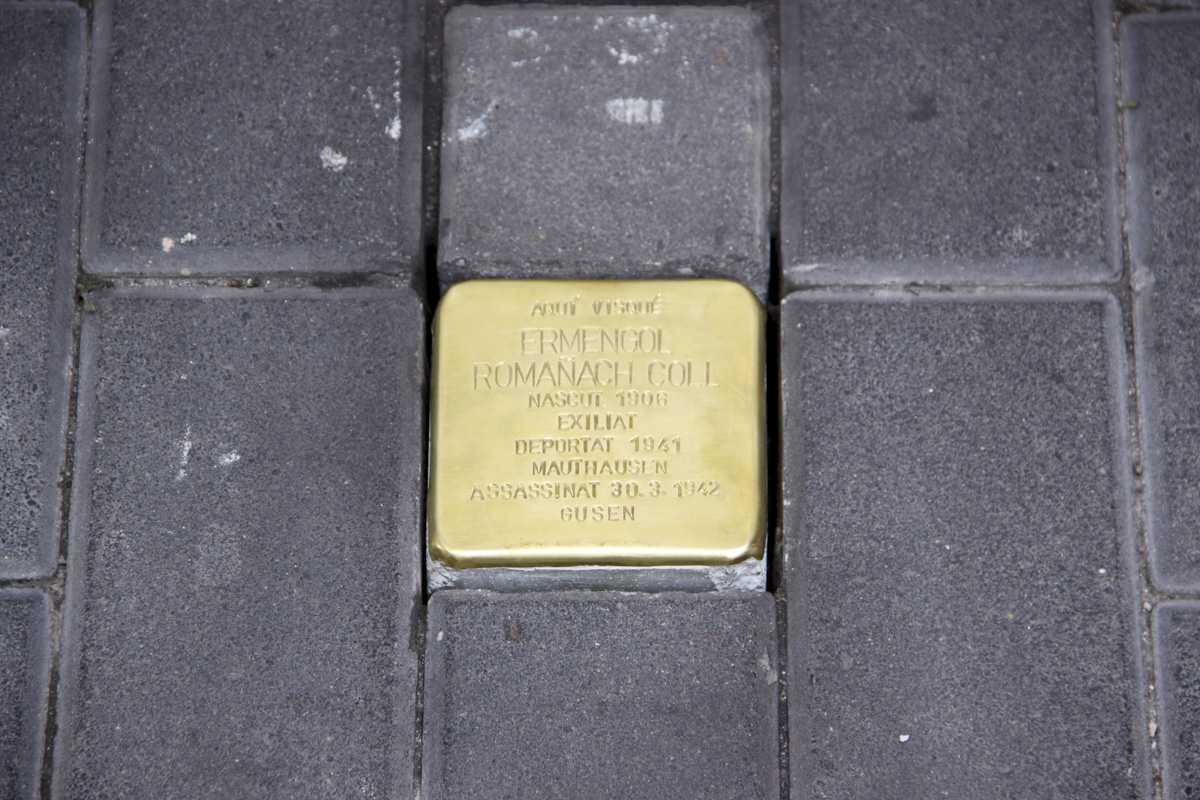 AQUÍ VISQUÉ
ERMENGOL
ROMAÑACH COLL
NASCUT 1906
EXILIAT
DEPORTAT 1941
MAUTHAUSEN
ASSASSINAT 30.3.1942
GUSEN